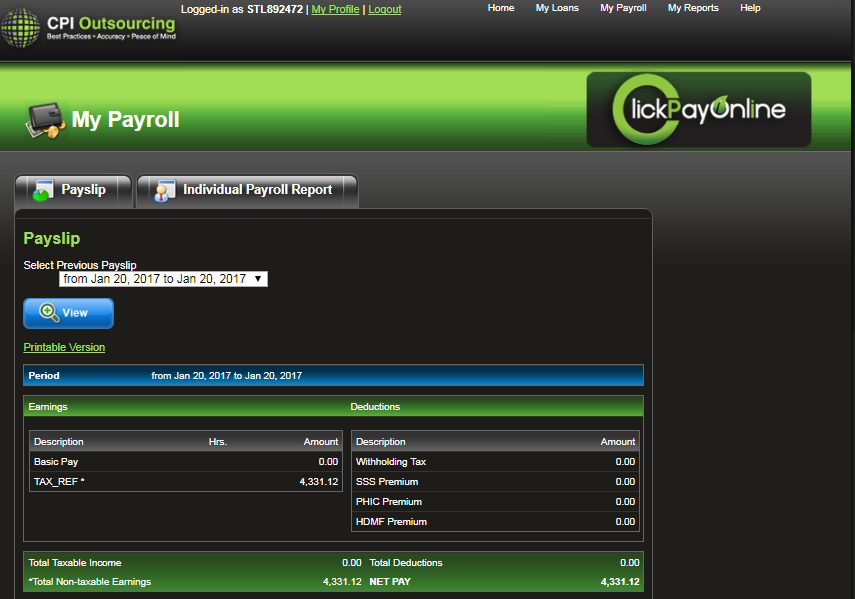 Logged-in as STL892472 | My Profile | Logout
Home My Loans My Payroll My Reports Help
CPI Outsourcing
Best Practices • Accuracy • Peace of Mind
My Payroll
ClickPayOnline
Payslip Individual Payroll Report
Payslip
Select Previous Payslip
from Jan 20, 2017 to Jan 20, 2017
View
Printable Version
Period from Jan 20, 2017 to Jan 20, 2017
Earnings Deductions
Description Hrs. Amount Description Amount
Basic Pay 0.00 Withholding Tax 0.00
TAX_REF * 4,331.12 SSS Premium 0.00
PHIC Premium 0.00
HDMF Premium 0.00
Total Taxable Income 0.00 Total Deductions 0.00
*Total Non-taxable Earnings 4,331.12 NET PAY 4,331.12